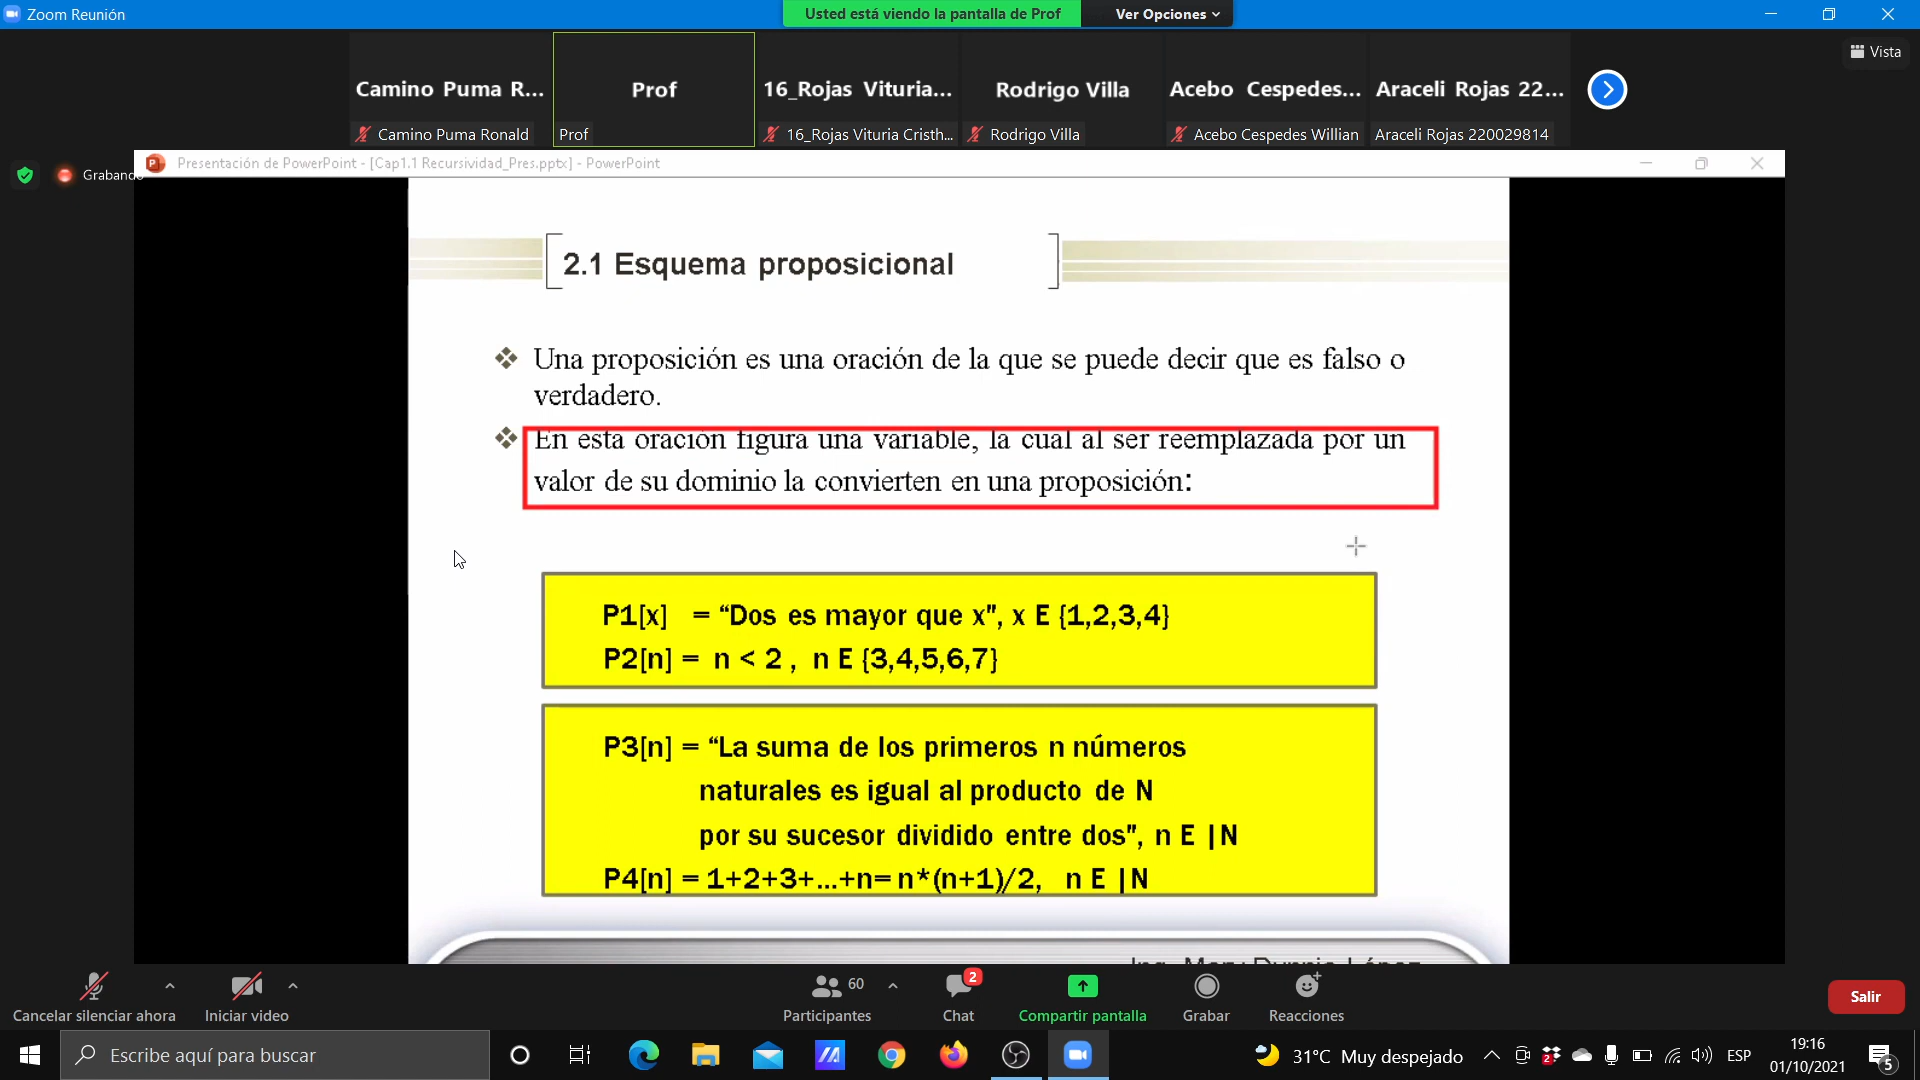 Zoom Reunión
Usted está viendo la pantalla de Prof
Ver Opciones
Vista
Camino Puma R...
Prof
16_Rojas Vituria...
Rodrigo Villa
Acebo Cespedes...
Araceli Rojas 22...
Camino Puma Ronald
Prof
16_Rojas Vituria Cristh...
Rodrigo Villa
Acebo Cespedes Willian
Araceli Rojas 220029814
Grabando
Presentación de PowerPoint - [Cap1.1 Recursividad_Pres.pptx] - PowerPoint
2.1 Esquema proposicional
Una proposición es una oración de la que se puede decir que es falso o
verdadero.
En esta oración figura una variable, la cual al ser reemplazada por un
valor de su dominio la convierten en una proposición:
P1[x] = “Dos es mayor que x”, x E {1,2,3,4}
P2[n] = n < 2 , n E {3,4,5,6,7}
P3[n] = “La suma de los primeros n números
naturales es igual al producto de N
por su sucesor dividido entre dos”, n E |N
P4[n] = 1+2+3+...+n= n*(n+1)/2, n E |N
60
2
Cancelar silenciar ahora
Iniciar video
Participantes
Chat
Compartir pantalla
Grabar
Reacciones
Salir
Escribe aquí para buscar
31°C Muy despejado
2
ESP
19:16
01/10/2021
5